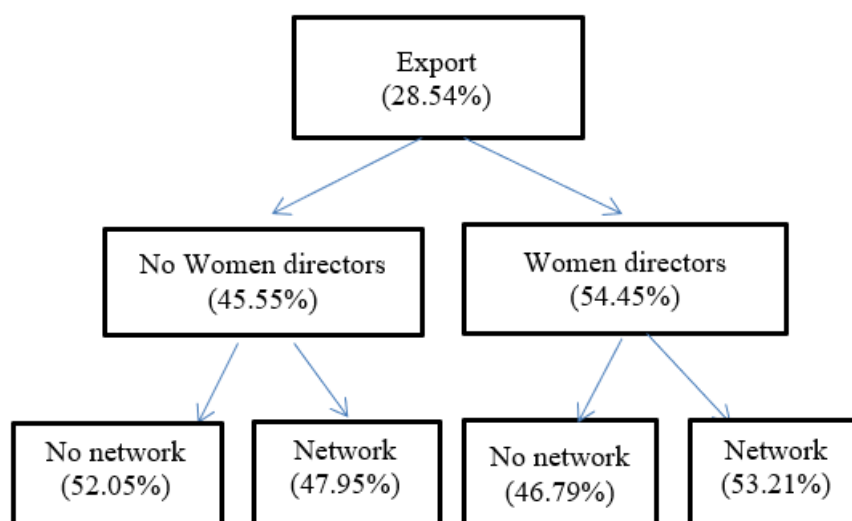 Export
(28.54%)
No Women directors
(45.55%)
Women directors
(54.45%)
No network
(52.05%)
Network
(47.95%)
No network
(46.79%)
Network
(53.21%)